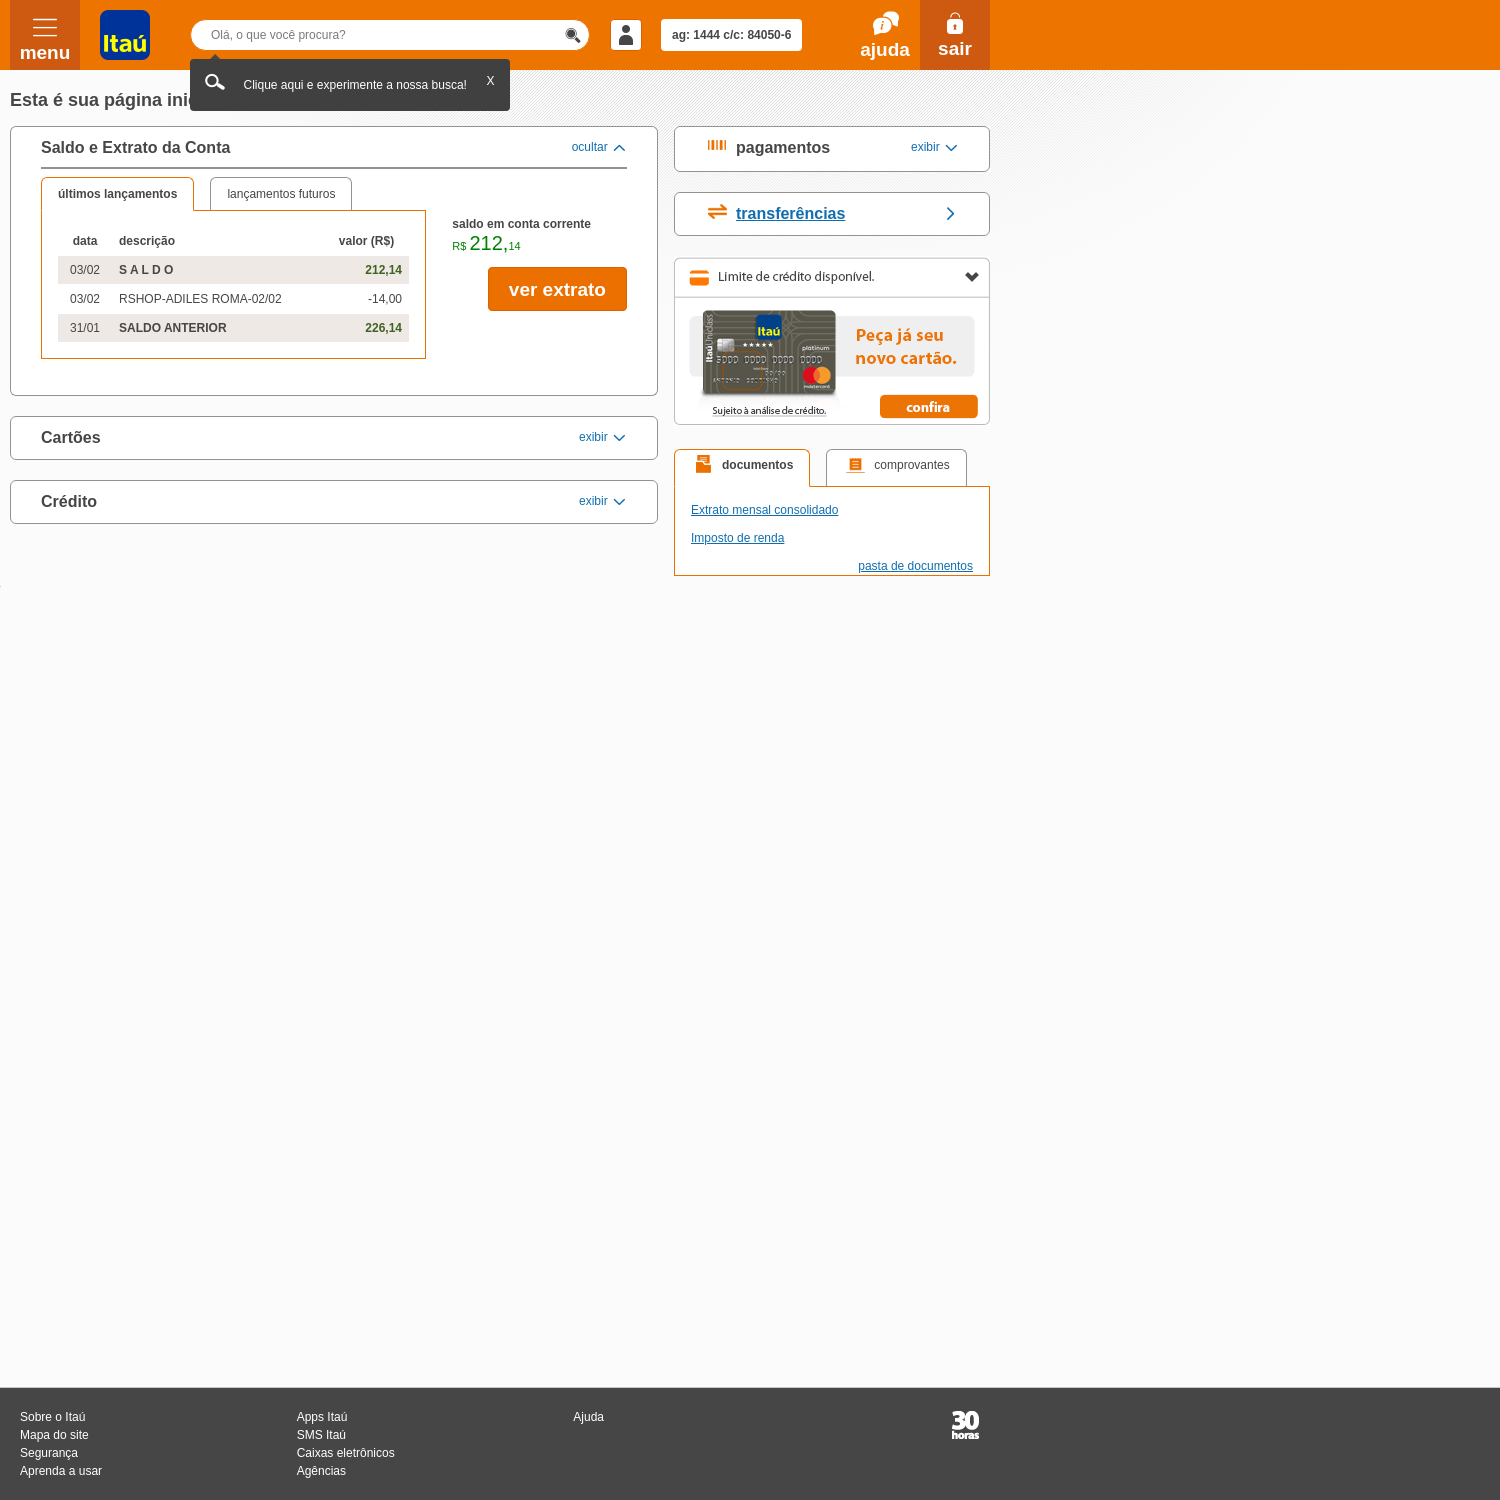 menu
Itaú
Olá, o que você procura?
ag: 1444 c/c: 84050-6
ajuda
sair
Clique aqui e experimente a nossa busca!
X
Esta é sua página
Saldo e Extrato da Conta
ocultar
últimos lançamentos
lançamentos futuros
data descrição valor (R$)
03/02 S A L D O 212,14
03/02 RSHOP-ADILES ROMA-02/02 -14,00
31/01 SALDO ANTERIOR 226,14
saldo em conta corrente
R$ 212,14
ver extrato
Cartões
exibir
Crédito
exibir
pagamentos
exibir
transferências
Limite de crédito disponível.
Itaú Uniclass
Itaú
platinum
mastercard
Peça já seu
novo cartão.
Sujeito à análise de crédito.
confira
documentos
comprovantes
Extrato mensal consolidado
Imposto de renda
pasta de documentos
Sobre o Itaú
Mapa do site
Segurança
Aprenda a usar
Apps Itaú
SMS Itaú
Caixas eletrônicos
Agências
Ajuda
30
horas